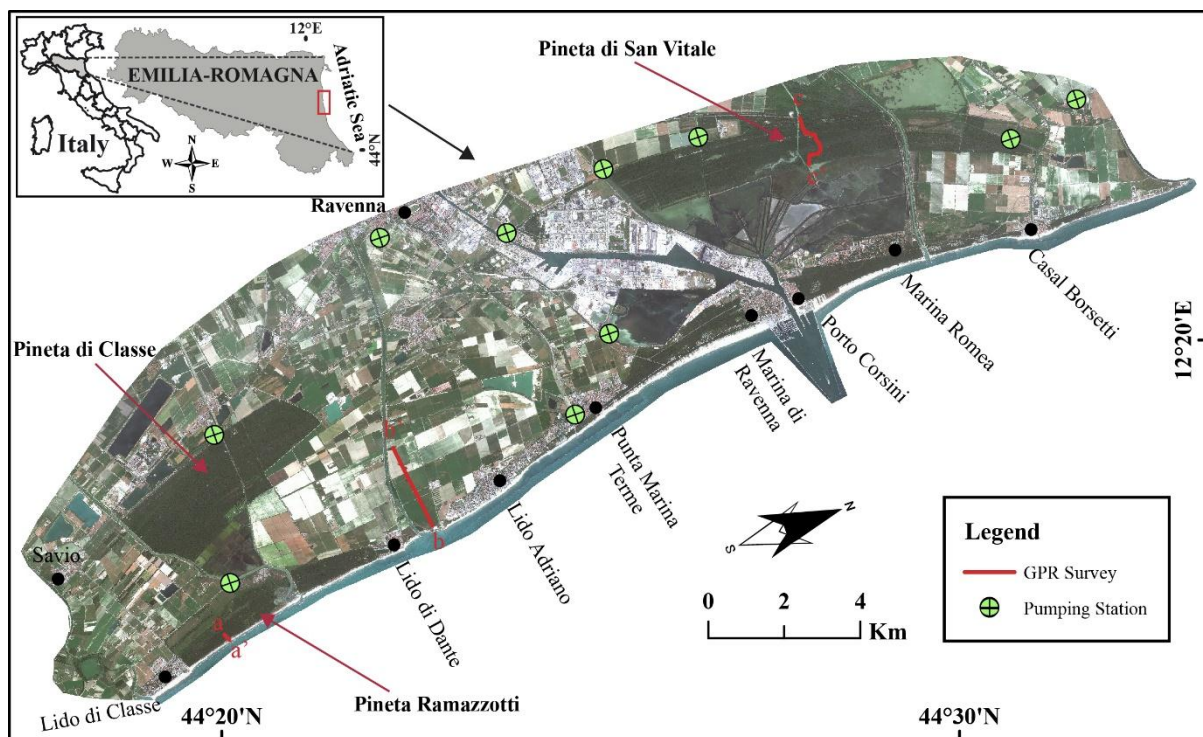 12°E
EMILIA-ROMAGNA
Adriatic Sea
44°N
Italy
N
W
E
S
Pineta di San Vitale
c
c'
Ravenna
Casal Borsetti
Marina Romea
Porto Corsini
Marina di
Ravenna
12°20'E
Pineta di Classe
b'
b
Punta Marina
Terme
Lido Adriano
Lido di Dante
Savio
a
a'
Lido di Classe
Pineta Ramazzotti
N
S
0 2 4
Km
Legend
GPR Survey
Pumping Station
44°20'N
44°30'N